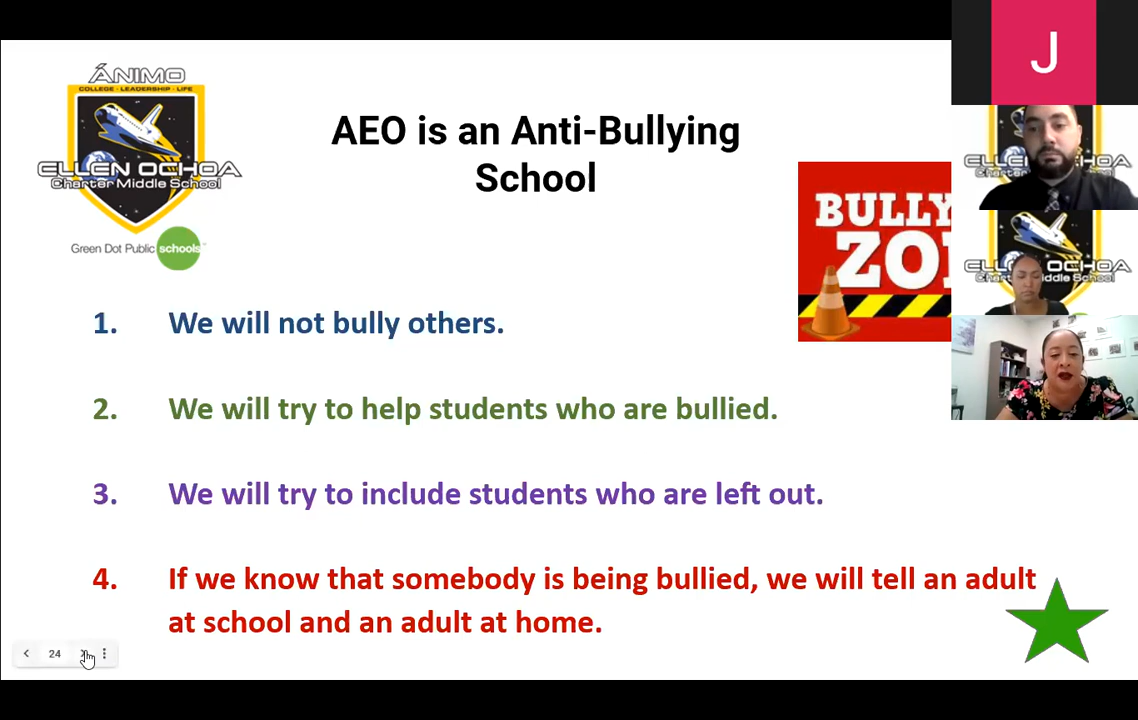 ÁNIMO
COLLEGE · LEADERSHIP · LIFE
ELLEN OCHOA
Charter Middle School
Green Dot Public schools
AEO is an Anti-Bullying
School
BULLY
ZO
J
1. We will not bully others.
2. We will try to help students who are bullied.
3. We will try to include students who are left out.
4. If we know that somebody is being bullied, we will tell an adult
at school and an adult at home.
24